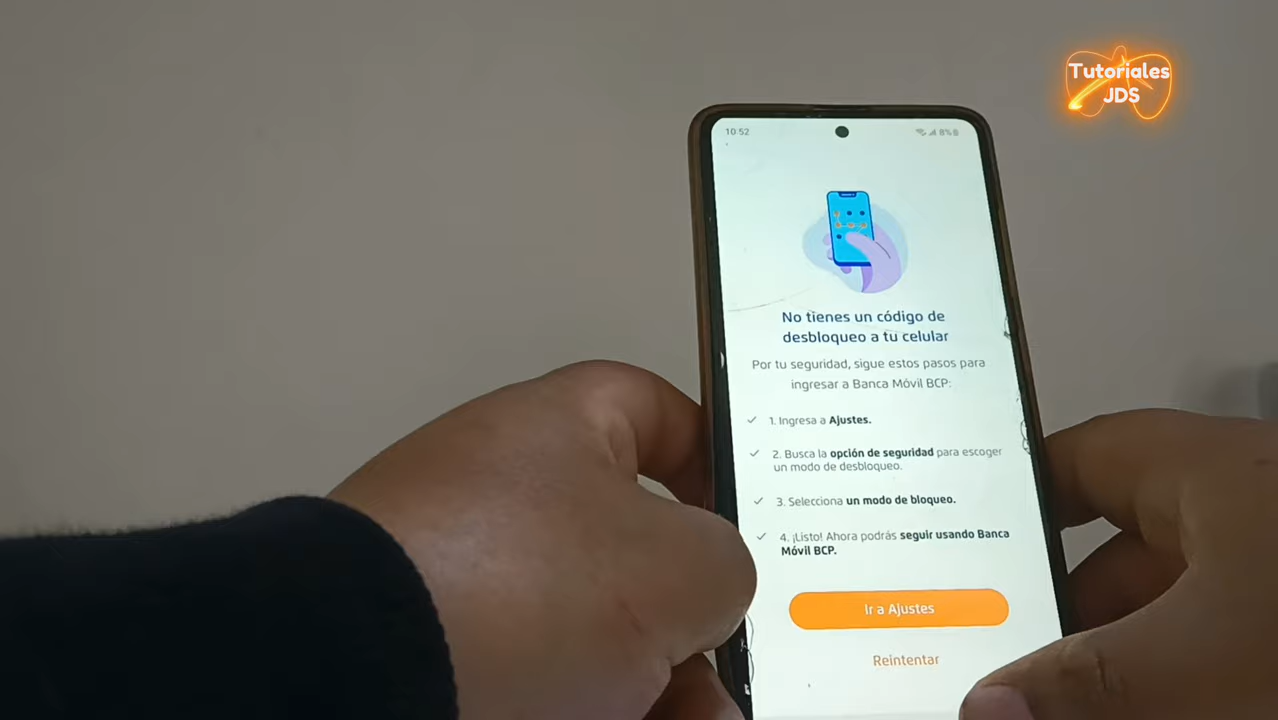 Tutoriales
JDS
10:52
8%
No tienes un código de
desbloqueo a tu celular
Por tu seguridad, sigue estos pasos para
ingresar a Banca Móvil BCP:
1. Ingresa a Ajustes.
2. Busca la opción de seguridad para escoger
un modo de desbloqueo.
3. Selecciona un modo de bloqueo.
4. ¡Listo! Ahora podrás seguir usando Banca
Móvil BCP.
Ir a Ajustes
Reintentar